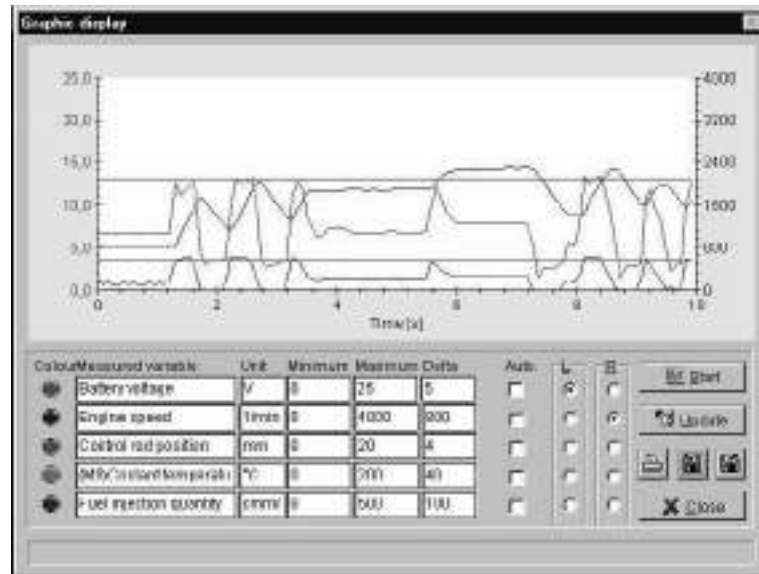 Graphic display
25,0 4000
20,0 3200
15,0 2400
10,0 1600
5,0 800
0,0 0
0 2 4 6 8 10
Time [s]
Colour Measured variable Unit Minimum Maximum Delta Auto. L R
Battery voltage V 0 25 5
Engine speed 1/min 0 4000 800
Control rod position mm 0 20 4
°C 0 200 40
Fuel injection quantity 0 500 100
Start
Update
Close